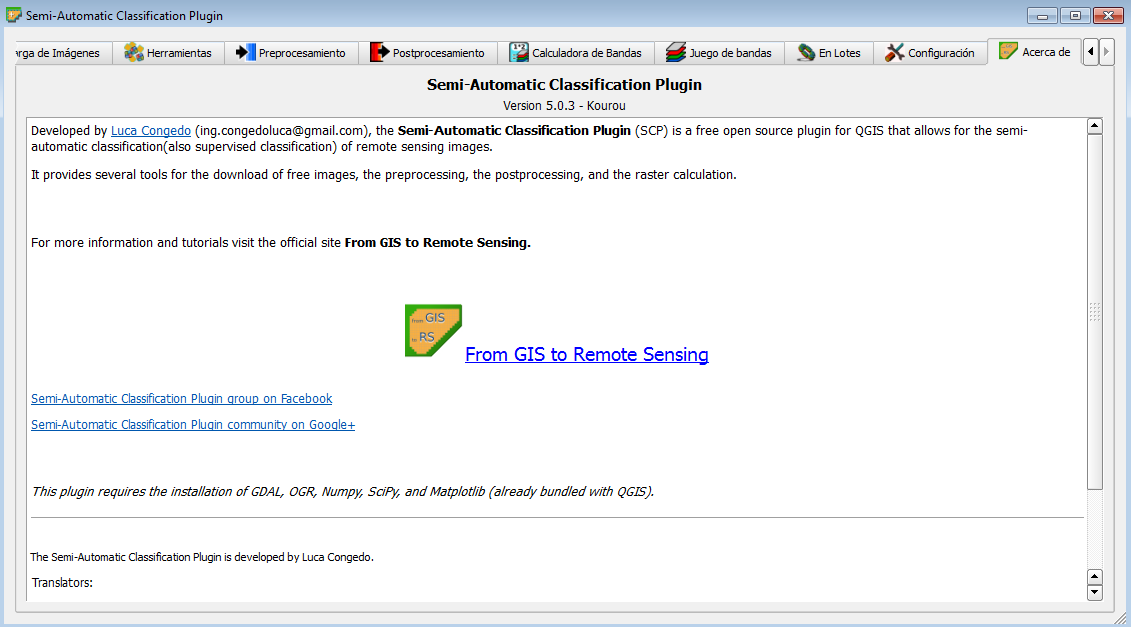 Semi-Automatic Classification Plugin
arga de Imágenes Herramientas Preprocesamiento Postprocesamiento Calculadora de Bandas Juego de bandas En Lotes Configuración Acerca de
Semi-Automatic Classification Plugin
Version 5.0.3 - Kourou
Developed by Luca Congedo (ing.congedoluca@gmail.com), the Semi-Automatic Classification Plugin (SCP) is a free open source plugin for QGIS that allows for the semi-
automatic classification(also supervised classification) of remote sensing images.
It provides several tools for the download of free images, the preprocessing, the postprocessing, and the raster calculation.
For more information and tutorials visit the official site From GIS to Remote Sensing.
from GIS
to RS
From GIS to Remote Sensing
Semi-Automatic Classification Plugin group on Facebook
Semi-Automatic Classification Plugin community on Google+
This plugin requires the installation of GDAL, OGR, Numpy, SciPy, and Matplotlib (already bundled with QGIS).
The Semi-Automatic Classification Plugin is developed by Luca Congedo.
Translators: